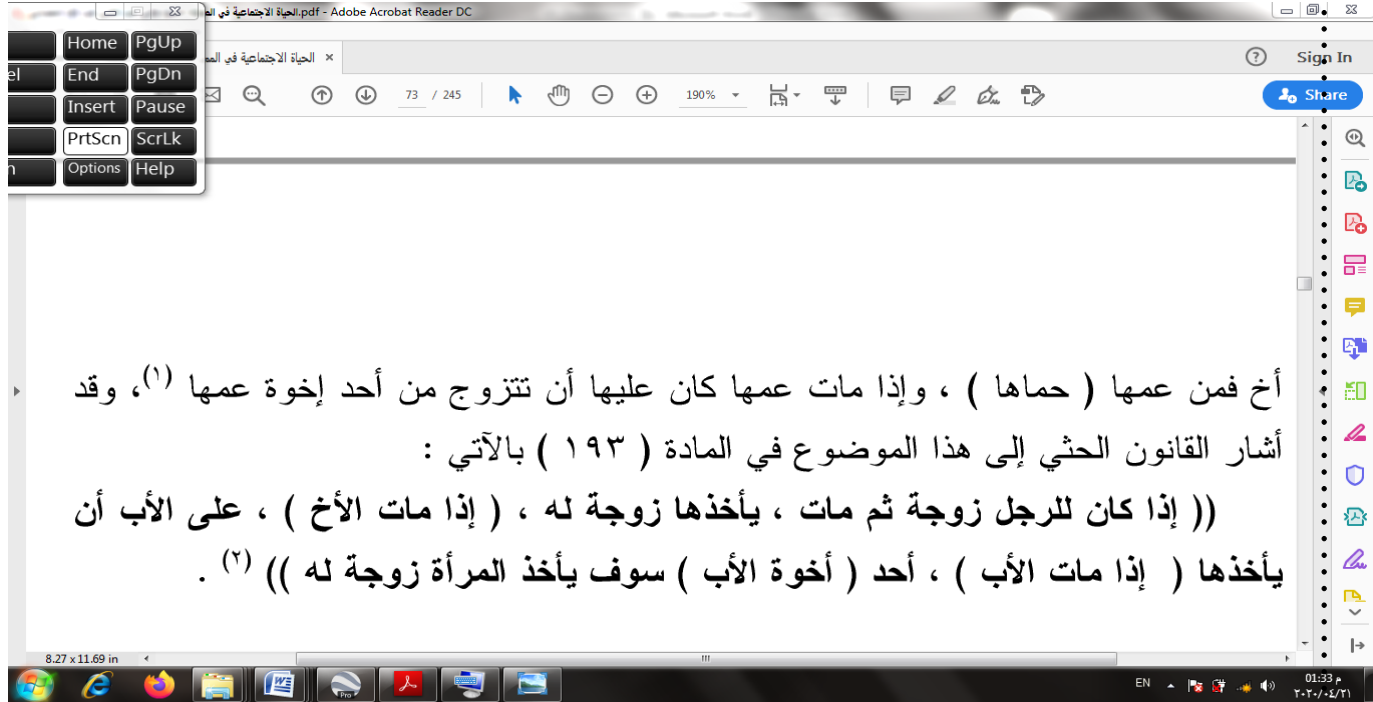 الحياة الاجتماعية في الم.pdf - Adobe Acrobat Reader DC
Home PgUp
الحياة الاجتماعية في المم ×
Sign In
el End PgDn
73 / 245
190%
Share
Insert Pause
PrtScn ScrLk
n Options Help
أخ فمن عمها ( حماها ) ، وإذا مات عمها كان عليها أن تتزوج من أحد إخوة عمها (١)، وقد
أشار القانون الحثي إلى هذا الموضوع في المادة ( ١٩٣ ) بالآتي :
(( إذا كان للرجل زوجة ثم مات ، يأخذها زوجة له ، ( إذا مات الأخ ) ، على الأب أن
يأخذها ( إذا مات الأب ) ، أحد ( أخوة الأب ) سوف يأخذ المرأة زوجة له )) (٢) .
8.27 x 11.69 in
EN
01:33 م
٢٠٢٠/٠٤/٢١